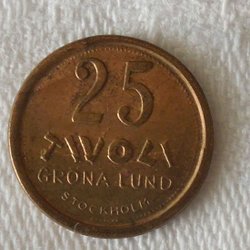 25
TIVOLI
GRÖNA LUND
STOCKHOLM